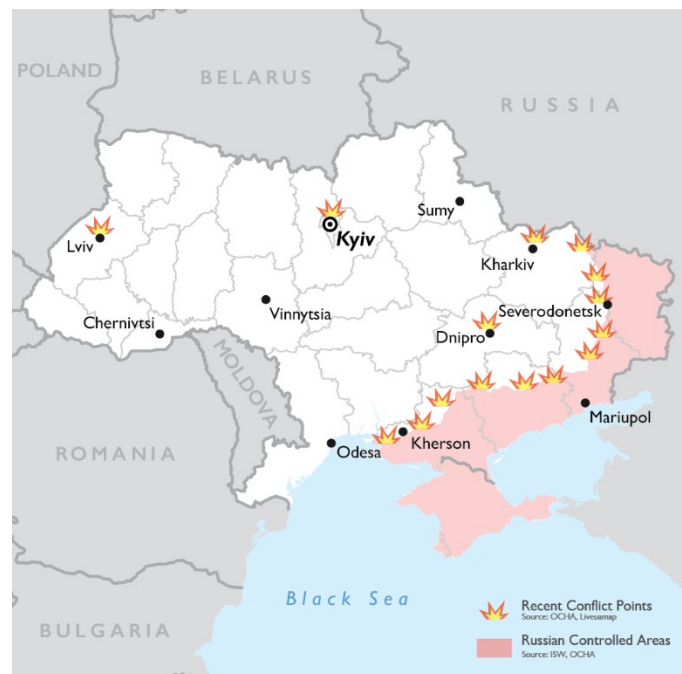 POLAND
BELARUS
RUSSIA
Sumy
Kyiv
Lviv
Kharkiv
Vinnytsia
Severodonetsk
Chernivtsi
Dnipro
MOLDOVA
Mariupol
Kherson
Odesa
ROMANIA
Black Sea
Recent Conflict Points
Source: OCHA, Liveuamap
BULGARIA
Russian Controlled Areas
Source: ISW, OCHA